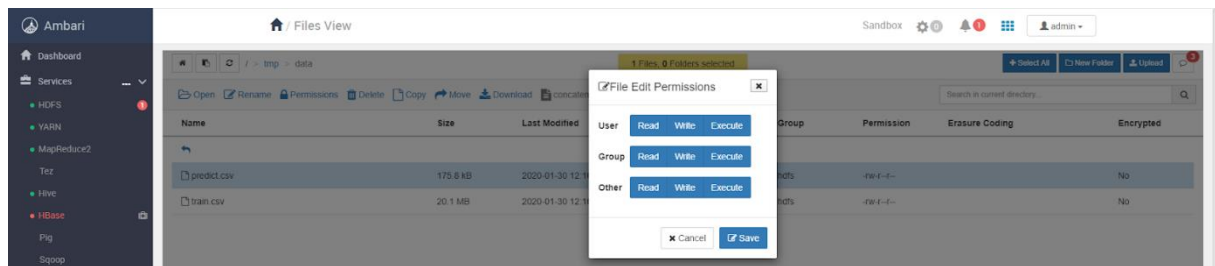 Ambari / Files View Sandbox 0 1 admin
Dashboard
/ tmp > data 1 Files, 0 Folders selected + Select All New Folder Upload 3
Services ...
File Edit Permissions x
Open Rename Permissions Delete Copy Move Download Search in current directory...
HDFS 1
Name Size Last Modified Group Permission Erasure Coding Encrypted
User Read Write Execute
YARN
MapReduce2
Group Read Write Execute
Tez
predict.csv 175.8 kB 2020-01-30 hdfs -rw-r--r-- No
Other Read Write Execute
Hive
train.csv 20.1 MB 2020-01-30 hdfs -rw-r--r-- No
HBase
Pig
x Cancel Save
Sqoop